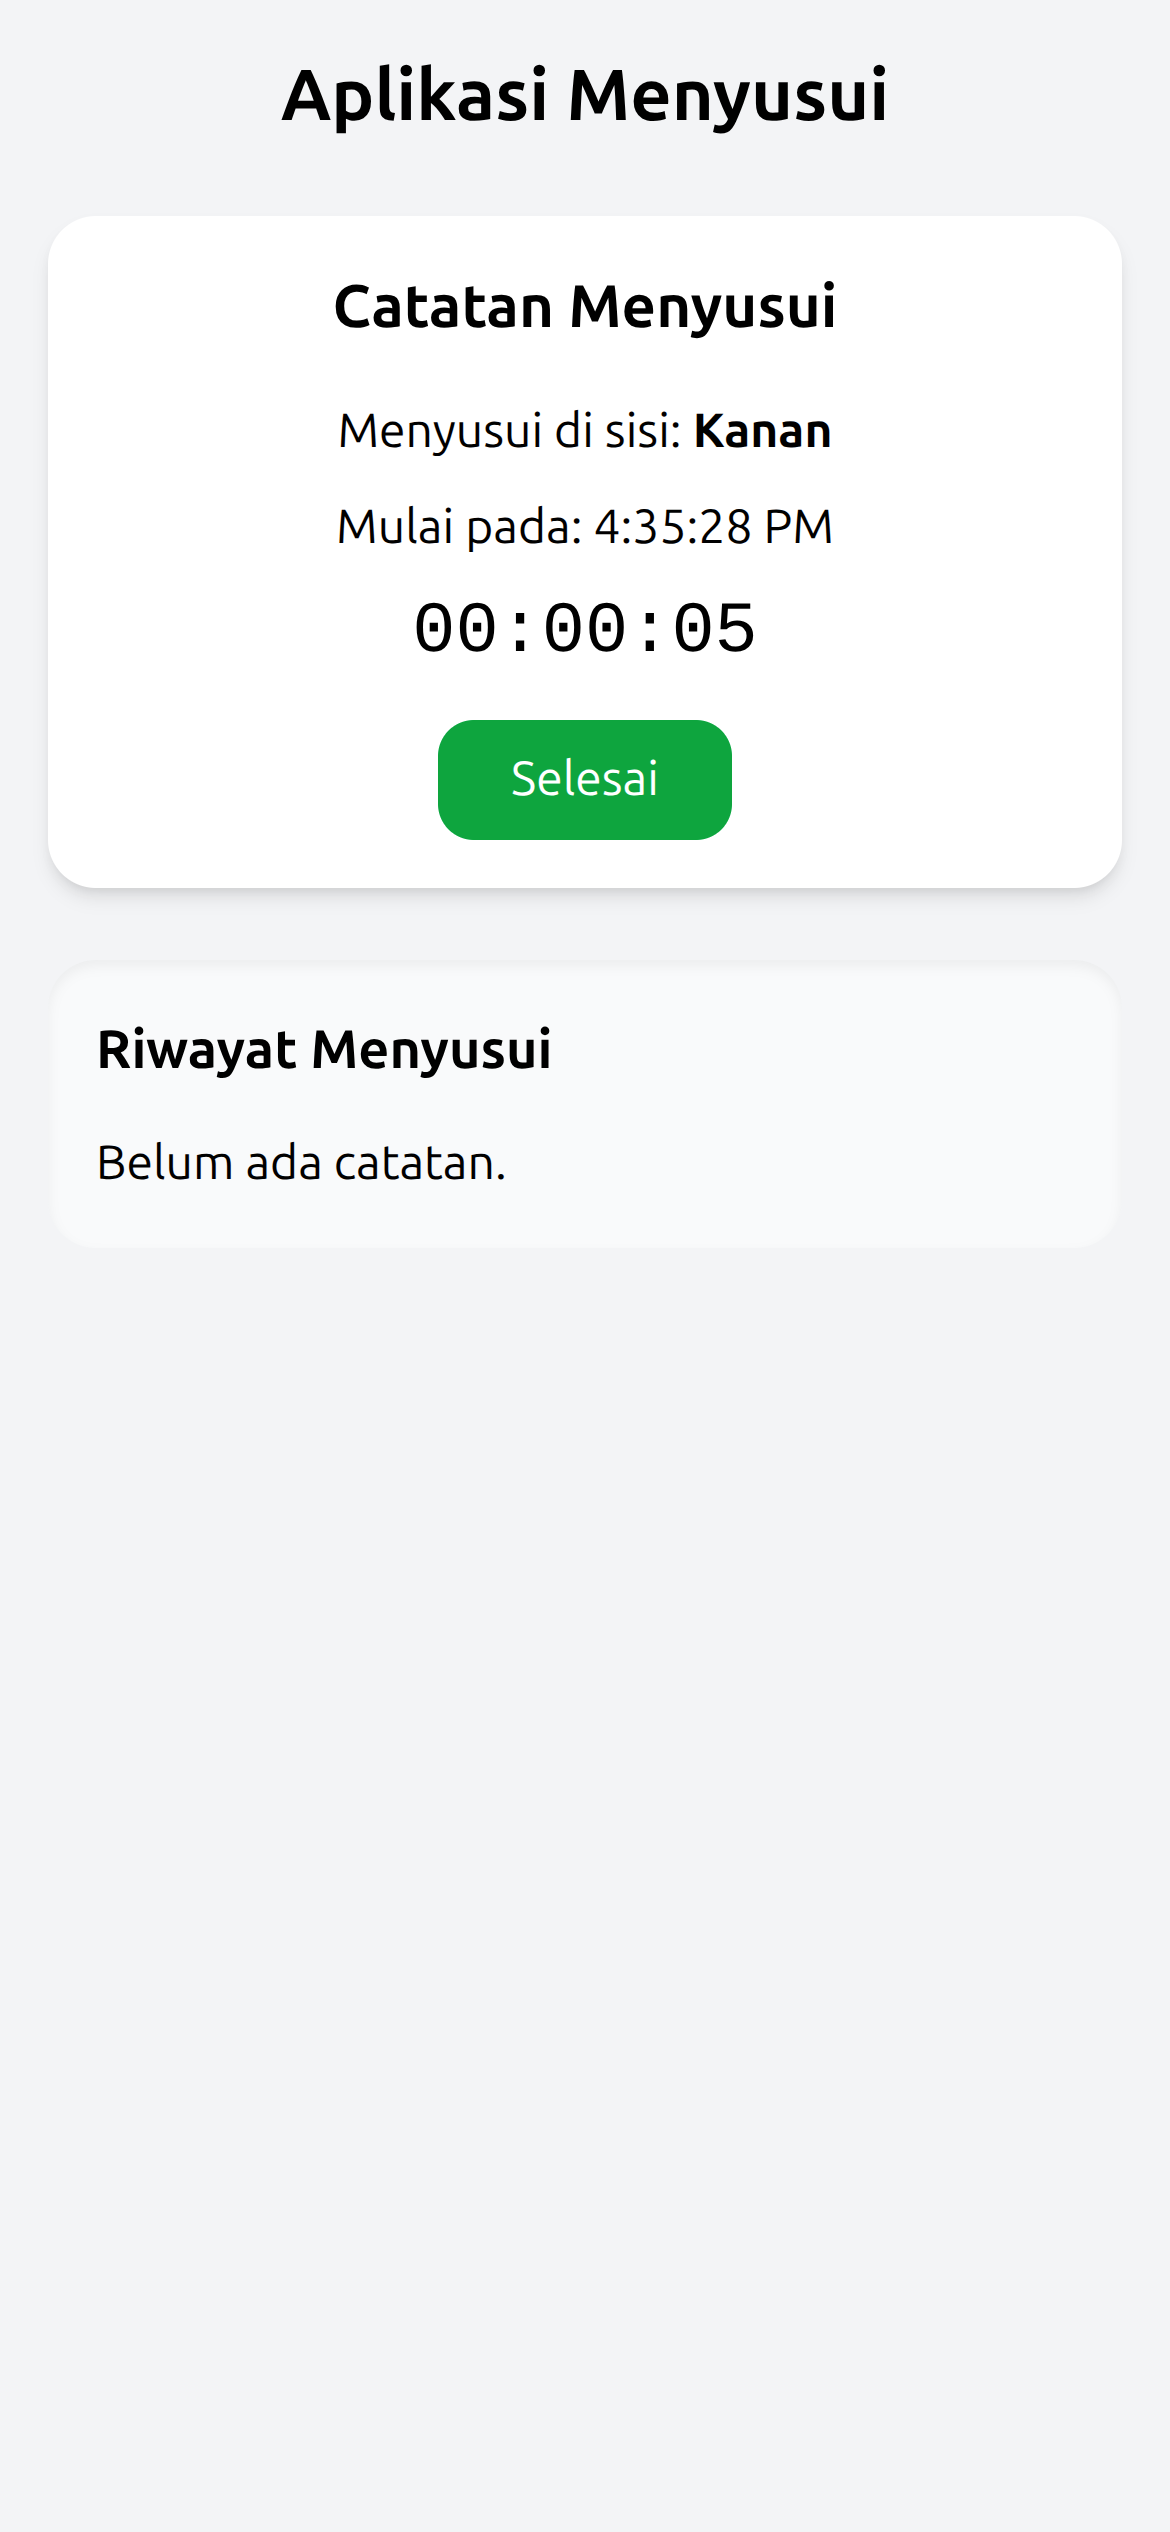 Aplikasi Menyusui
Catatan Menyusui
Menyusui di sisi: Kanan
Mulai pada: 4:35:28 PM
00:00:05
Selesai
Riwayat Menyusui
Belum ada catatan.